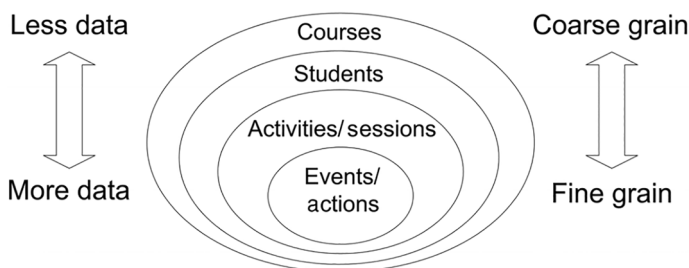 Less data
Courses
Coarse grain
Students
Activities/ sessions
More data
Events/
actions
Fine grain